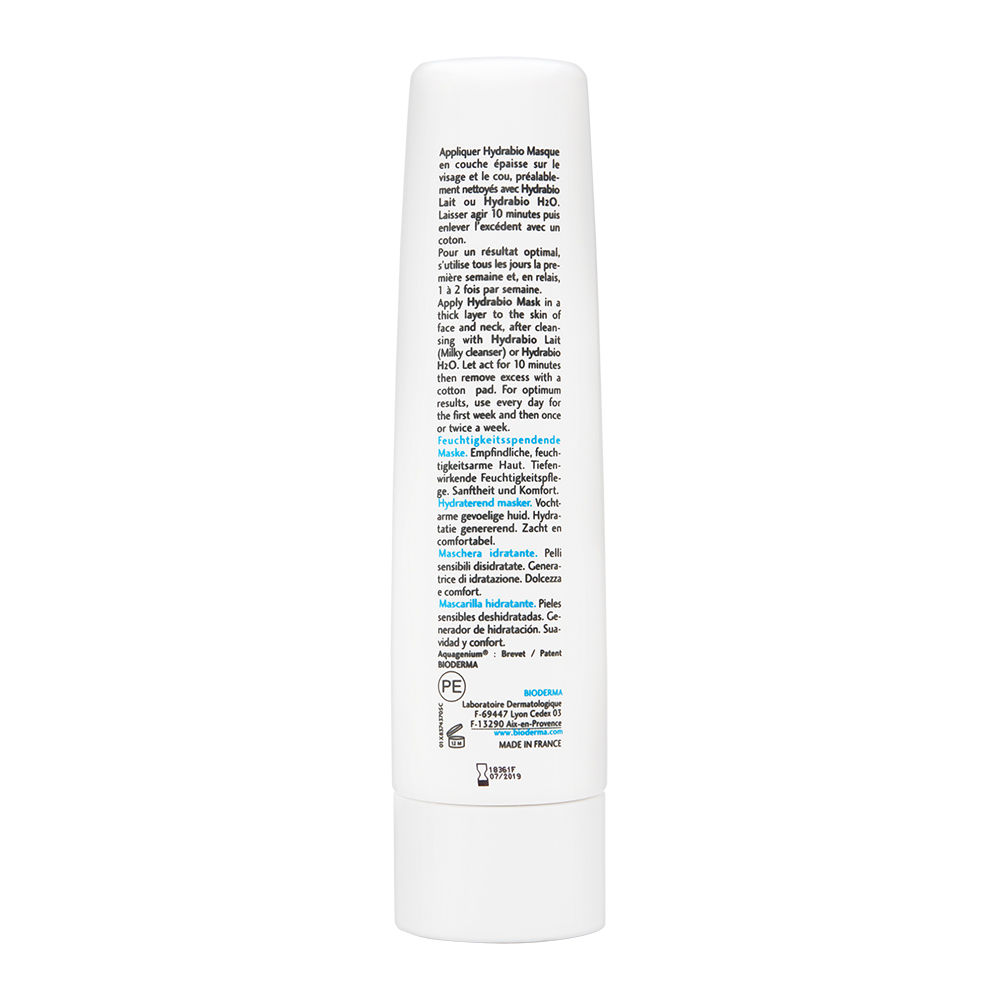 Appliquer Hydrabio Masque
en couche épaisse sur le
visage et le cou, préalable-
ment nettoyés avec Hydrabio
Lait ou Hydrabio H2O.
Laisser agir 10 minutes puis
enlever l'excédent avec un
coton.
Pour un résultat optimal,
s'utilise tous les jours la pre-
mière semaine et, en relais,
1 à 2 fois par semaine.
Apply Hydrabio Mask in a
thick layer to the skin of
face and neck, after clean-
sing with Hydrabio Lait
(Milky cleanser) or Hydrabio
H2O. Let act for 10 minutes
then remove excess with a
cotton pad. For optimum
results, use every day for
the first week and then once
or twice a week.
Feuchtigkeitsspendende
Maske. Empfindliche, feuch-
tigkeitsarme Haut. Tiefen-
wirkende Feuchtigkeitspfle-
ge. Sanftheit und Komfort.
Hydraterend masker. Vocht-
arme gevoelige huid. Hydra-
tatie genererend. Zacht en
comfortabel.
Maschera idratante. Pelli
sensibili disidratate. Genera-
trice di idratazione. Dolcezza
e comfort.
Mascarilla hidratante. Pieles
sensibles deshidratadas. Ge-
nerador de hidratación. Sua-
vidad y confort.
Aquagenium® : Brevet / Patent
BIODERMA
PE
BIODERMA
Laboratoire Dermatologique
F-69447 Lyon Cedex 03
F-13290 Aix-en-Provence
www.bioderma.com
MADE IN FRANCE
12 M
18361F
07/2019